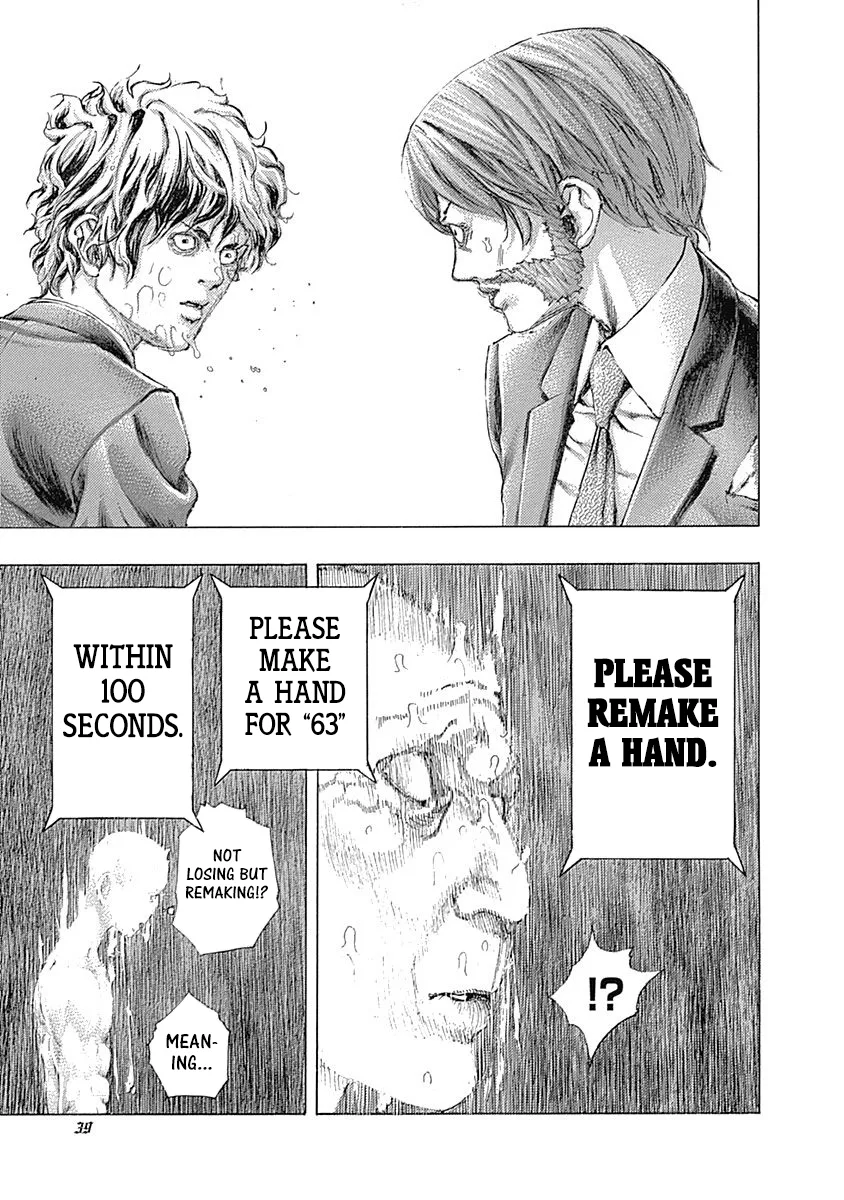 PLEASE
REMAKE
A HAND.
!?
PLEASE
MAKE
A HAND
FOR “63”
WITHIN
100
SECONDS.
NOT
LOSING BUT
REMAKING!?
MEAN-
ING...
39